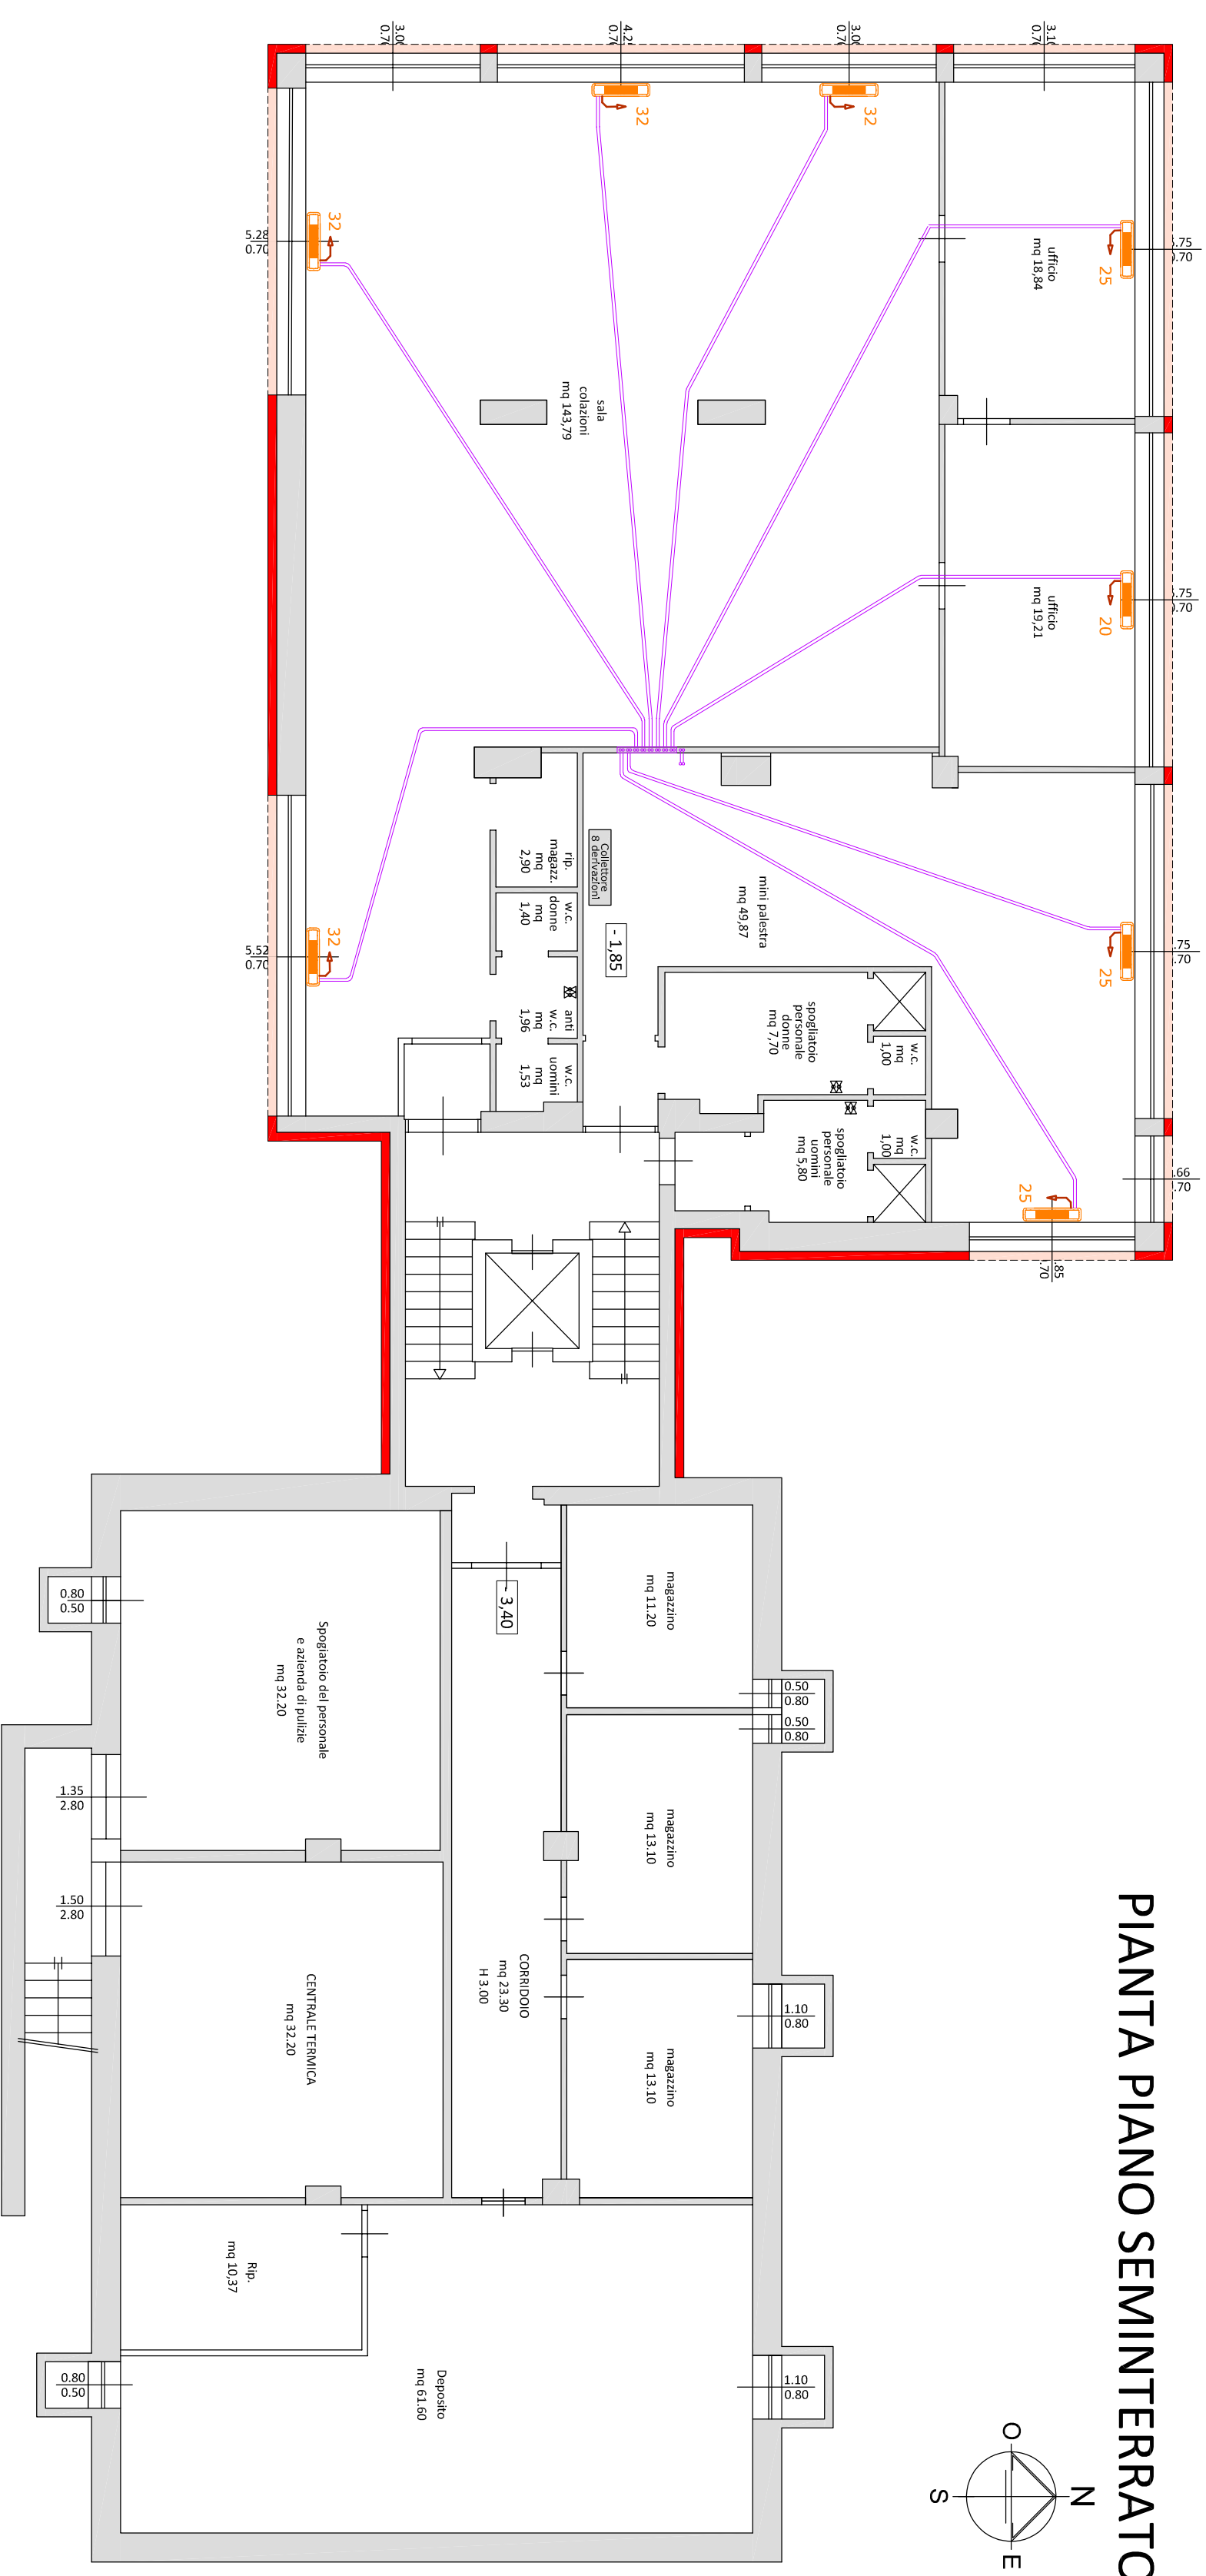 PIANTA PIANO SEMINTERRATO
N
O
E
S
ufficio
mq 18,84
25
ufficio
mq 19,21
20
25
25
32
32
32
32
sala
colazioni
mq 143,79
mini palestra
mq 49,87
Collettore
8 derivazioni
- 1,85
rip.
magazz.
mq
2,90
w.c.
donne
mq
1,40
anti
w.c.
mq
1,96
w.c.
uomini
mq
1,53
spogliatoio
personale
donne
mq 7,70
w.c.
mq
1,00
spogliatoio
personale
uomini
mq 5,80
w.c.
mq
1,00
5.28
0.70
5.52
0.70
magazzino
mq 11.20
magazzino
mq 13.10
magazzino
mq 13.10
- 3,40
CORRIDOIO
mq 23.30
H 3.00
Spogiatoio del personale
e azienda di pulizie
mq 32.20
CENTRALE TERMICA
mq 32.20
Rip.
mq 10,37
Deposito
mq 61.60
0.50
0.80
0.50
0.80
1.10
0.80
1.10
0.80
0.80
0.50
1.35
2.80
1.50
2.80
0.80
0.50